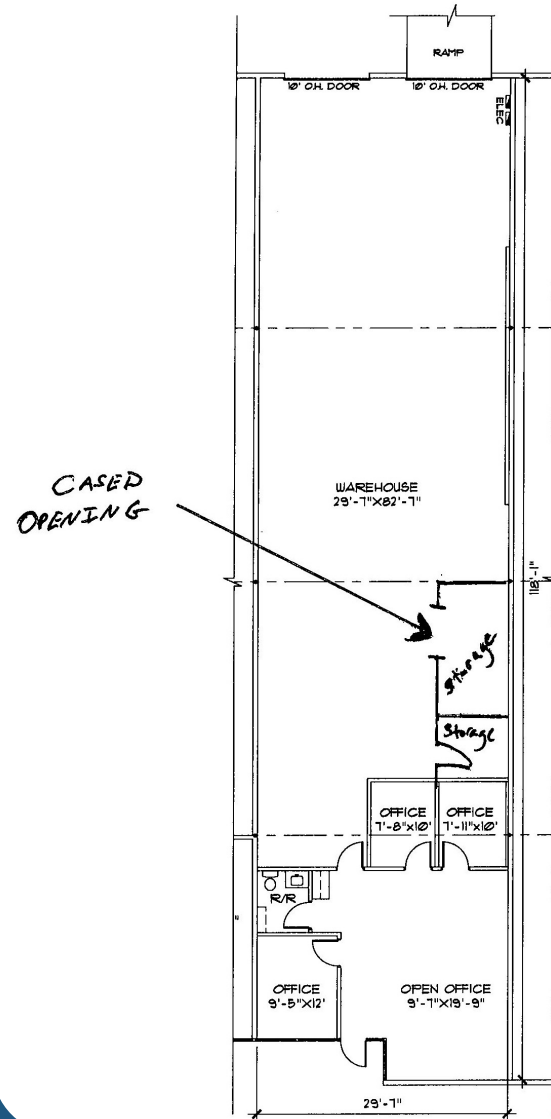 RAMP
10' O.H. DOOR
10' O.H. DOOR
ELEC
WAREHOUSE
29'-7"X82'-7"
CASED
OPENING
118'-1"
Storage
Storage
OFFICE
7'-8"X10'
OFFICE
7'-11"X10'
R/R
OFFICE
9'-5"X12'
OPEN OFFICE
9'-7"X19'-9"
29'-7"